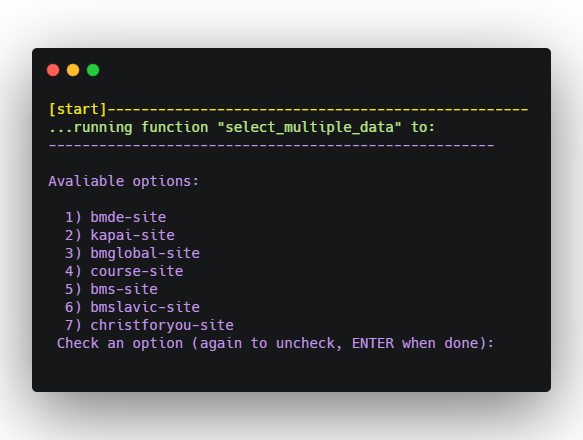 [start]--------------------------------------------------
...running function "select_multiple_data" to:
-----------------------------------------------------
Avaliable options:
1) bmde-site
2) kapai-site
3) bmglobal-site
4) course-site
5) bms-site
6) bmslavic-site
7) christforyou-site
Check an option (again to uncheck, ENTER when done):